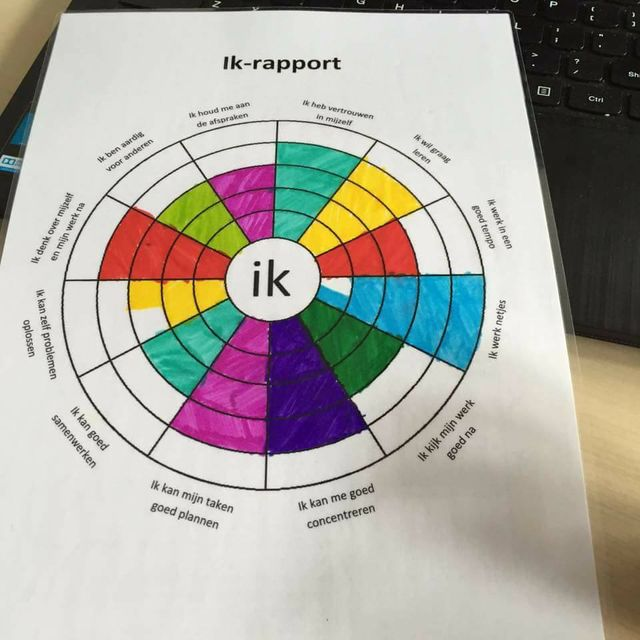 Ik-rapport
Ik heb vertrouwen
in mijzelf
Ik wil graag
leren
Ik werk in een
goed tempo
Ik werk netjes
Ik kijk mijn werk
goed na
Ik kan me goed
concentreren
Ik kan mijn taken
goed plannen
Ik kan goed
samenwerken
Ik kan zelf problemen
oplossen
Ik denk over mijzelf
en mijn werk na
Ik ben aardig
voor anderen
Ik houd me aan
de afspraken
ik
Z
G
H
O
P
?
/
Shift
Ctrl